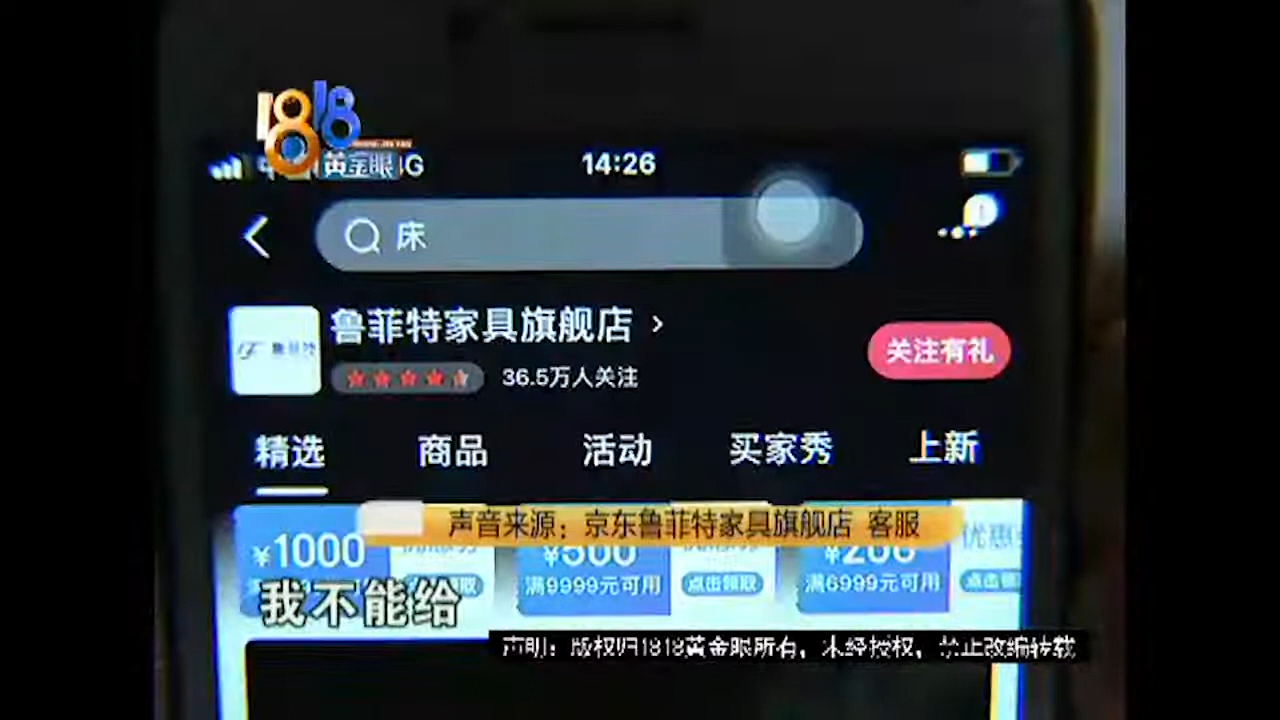 1818
黄金眼
4G
14:26
床
鲁菲特家具旗舰店
36.5万人关注
关注有礼
精选 商品 活动 买家秀 上新
声音来源：京东鲁菲特家具旗舰店 客服
¥1000 ¥500 ¥200 优惠
满9999元可用 点击领取 满6999元可用 点击领
我不能给
声明：版权归1818黄金眼所有，未经授权，禁止改编转载